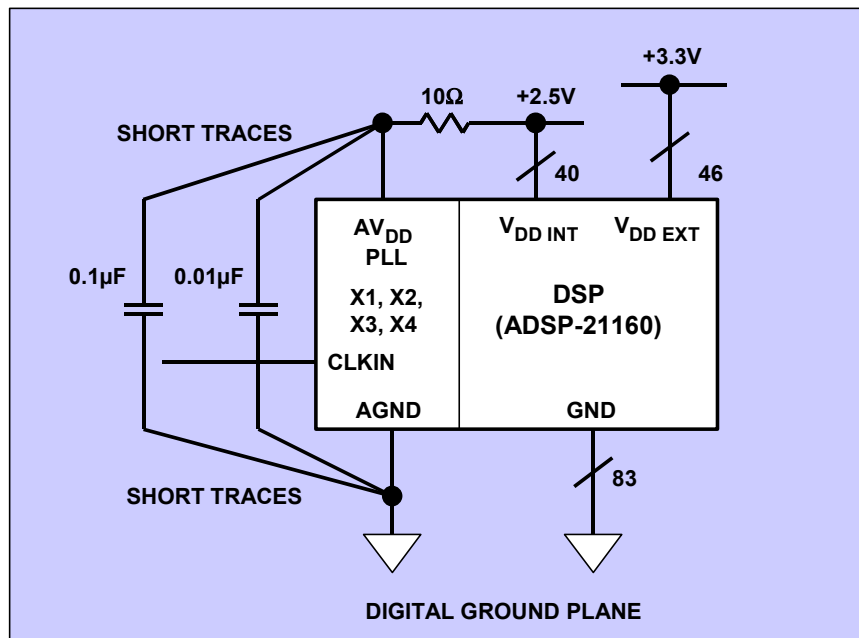 +3.3V
10Ω
+2.5V
SHORT TRACES
40
46
AVDD
PLL
VDD INT
VDD EXT
0.1µF
0.01µF
X1, X2,
X3, X4
DSP
(ADSP-21160)
CLKIN
AGND
GND
83
SHORT TRACES
DIGITAL GROUND PLANE